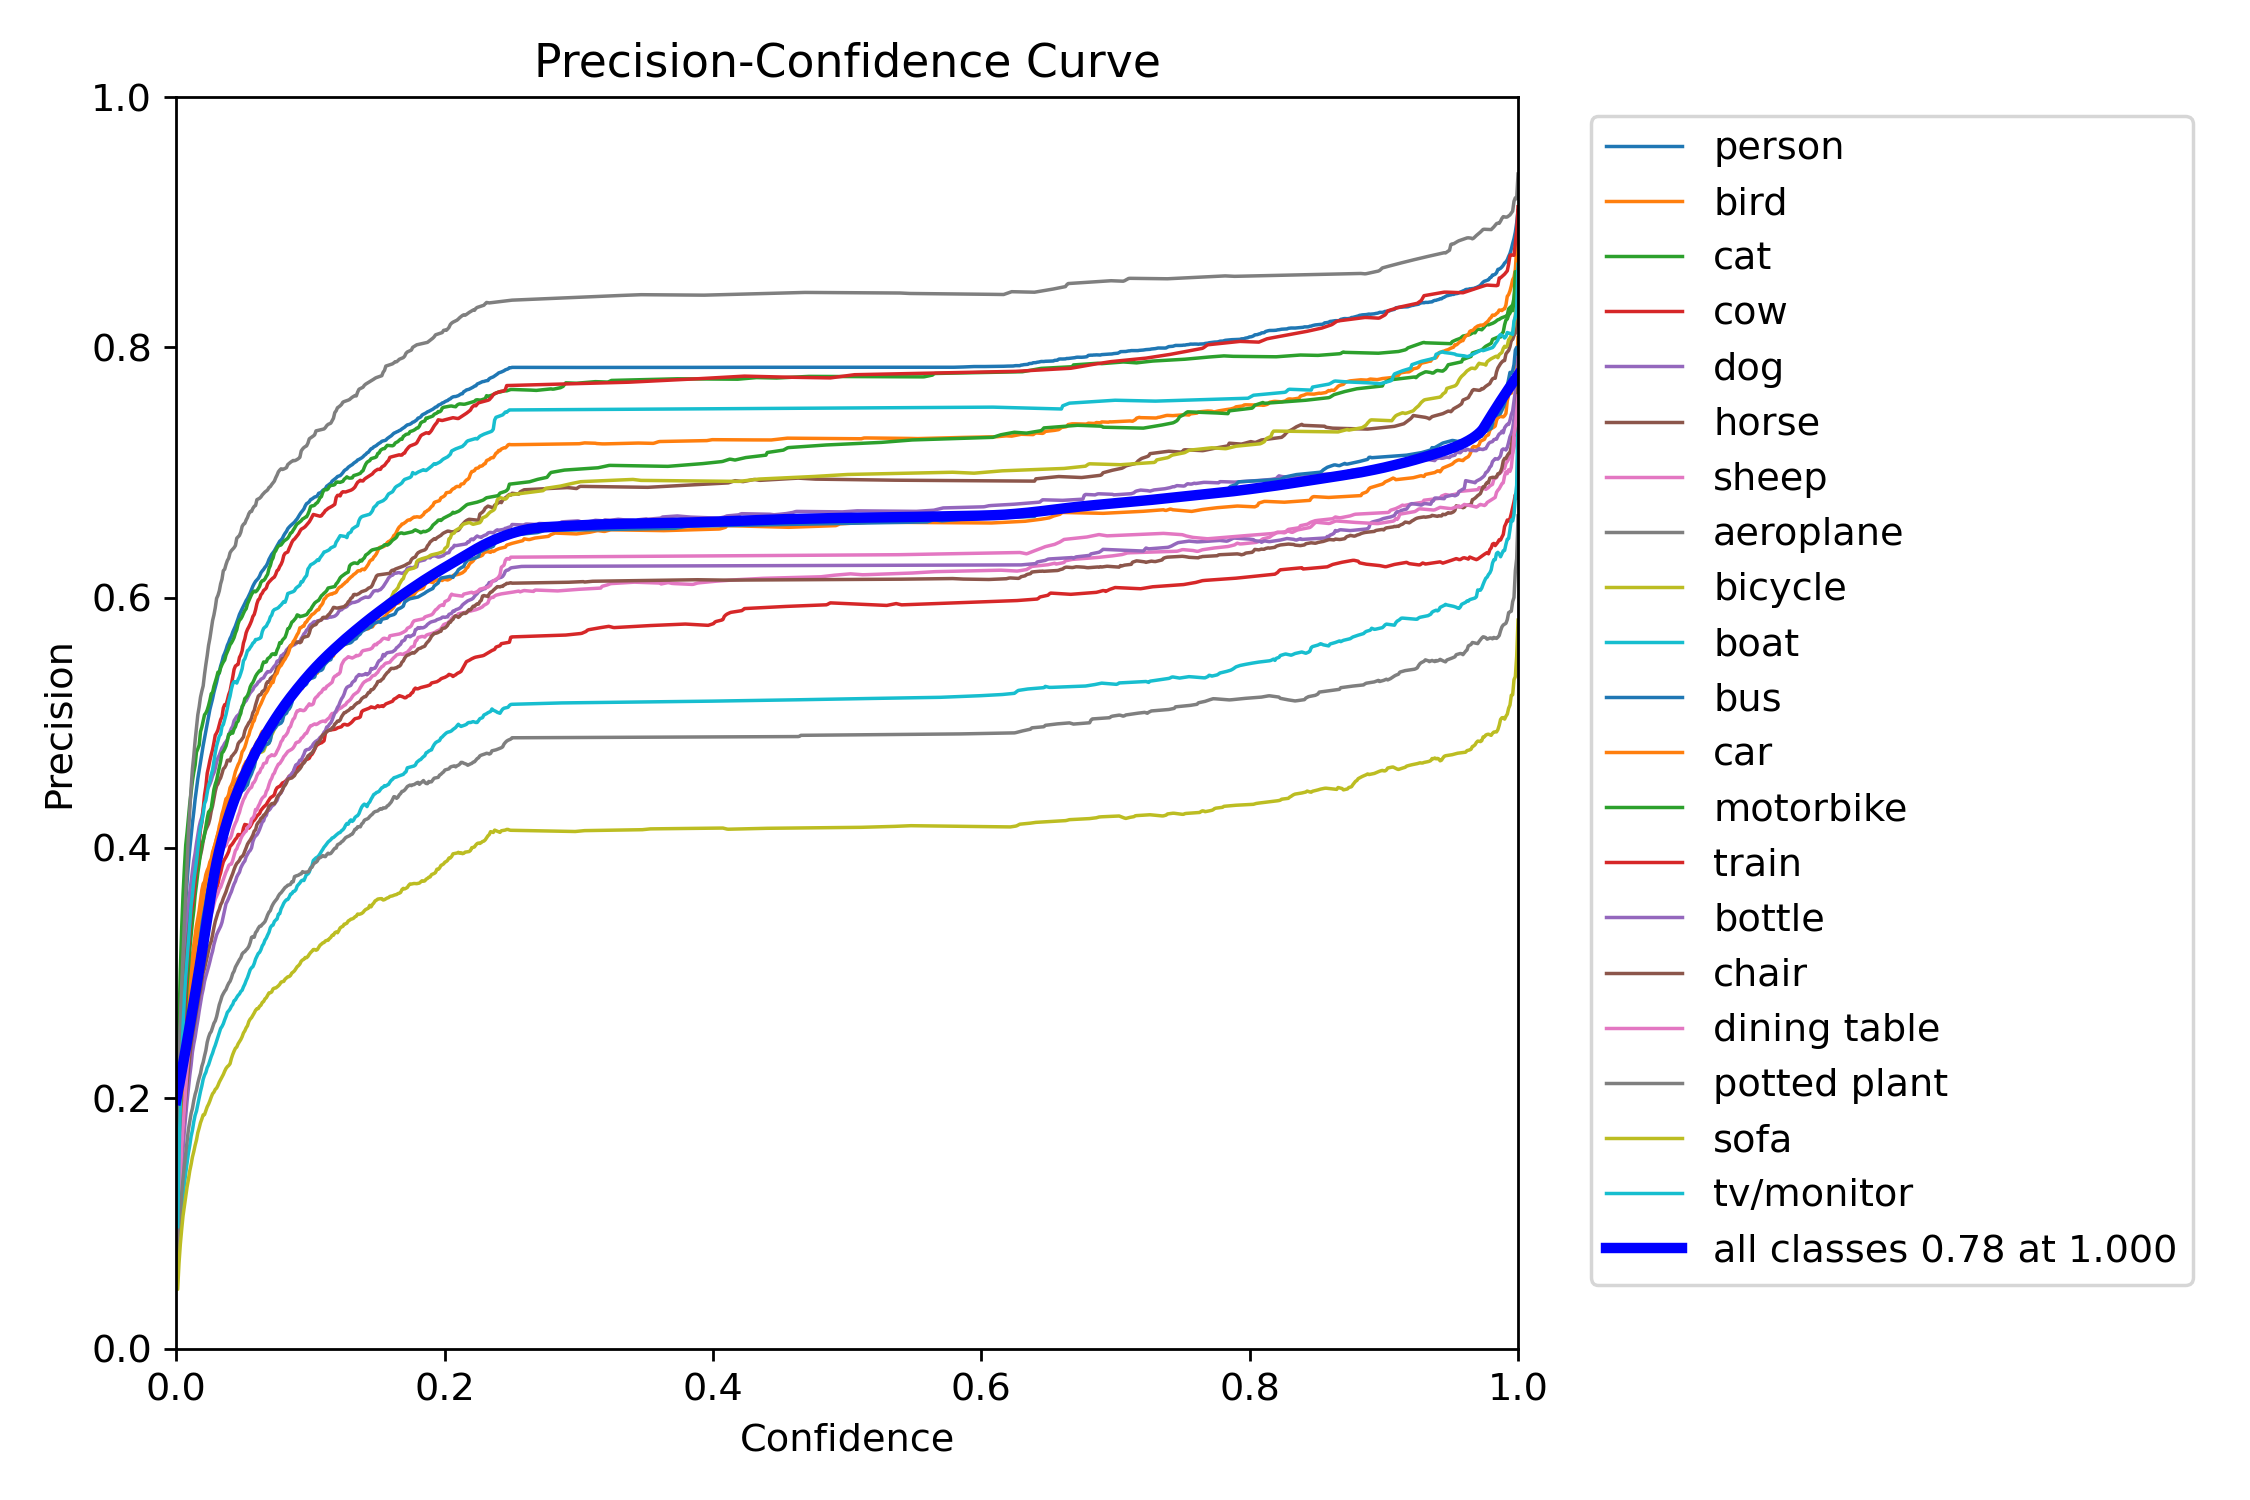 Precision-Confidence Curve
1.0
0.8
0.6
0.4
0.2
0.0
Precision
0.0 0.2 0.4 0.6 0.8 1.0
Confidence
person
bird
cat
cow
dog
horse
sheep
aeroplane
bicycle
boat
bus
car
motorbike
train
bottle
chair
dining table
potted plant
sofa
tv/monitor
all classes 0.78 at 1.000